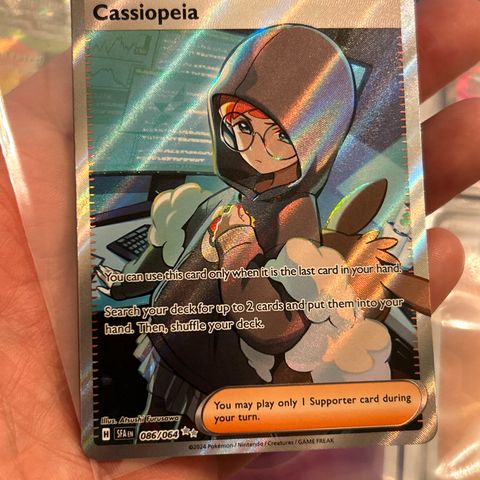 Cassiopeia
You can use this card only when it is the last card in your hand.
Search your deck for up to 2 cards and put them into your
hand. Then, shuffle your deck.
You may play only 1 Supporter card during
your turn.
Illus. Atsushi Furusawa
H SFA EN 086/064 ★★
©2024 Pokémon / Nintendo / Creatures / GAME FREAK